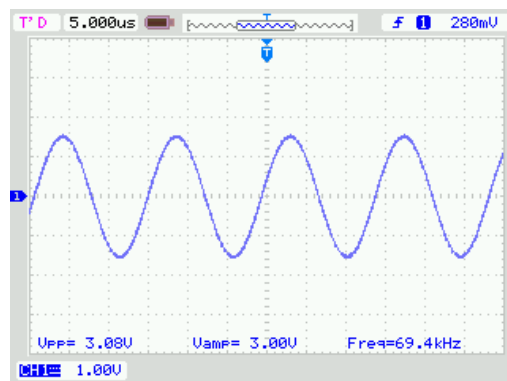 T'D 5.000us T f 1 280mV
T
1
Vpp= 3.08V Vamp= 3.00V Freq=69.4kHz
CH1 1.00V